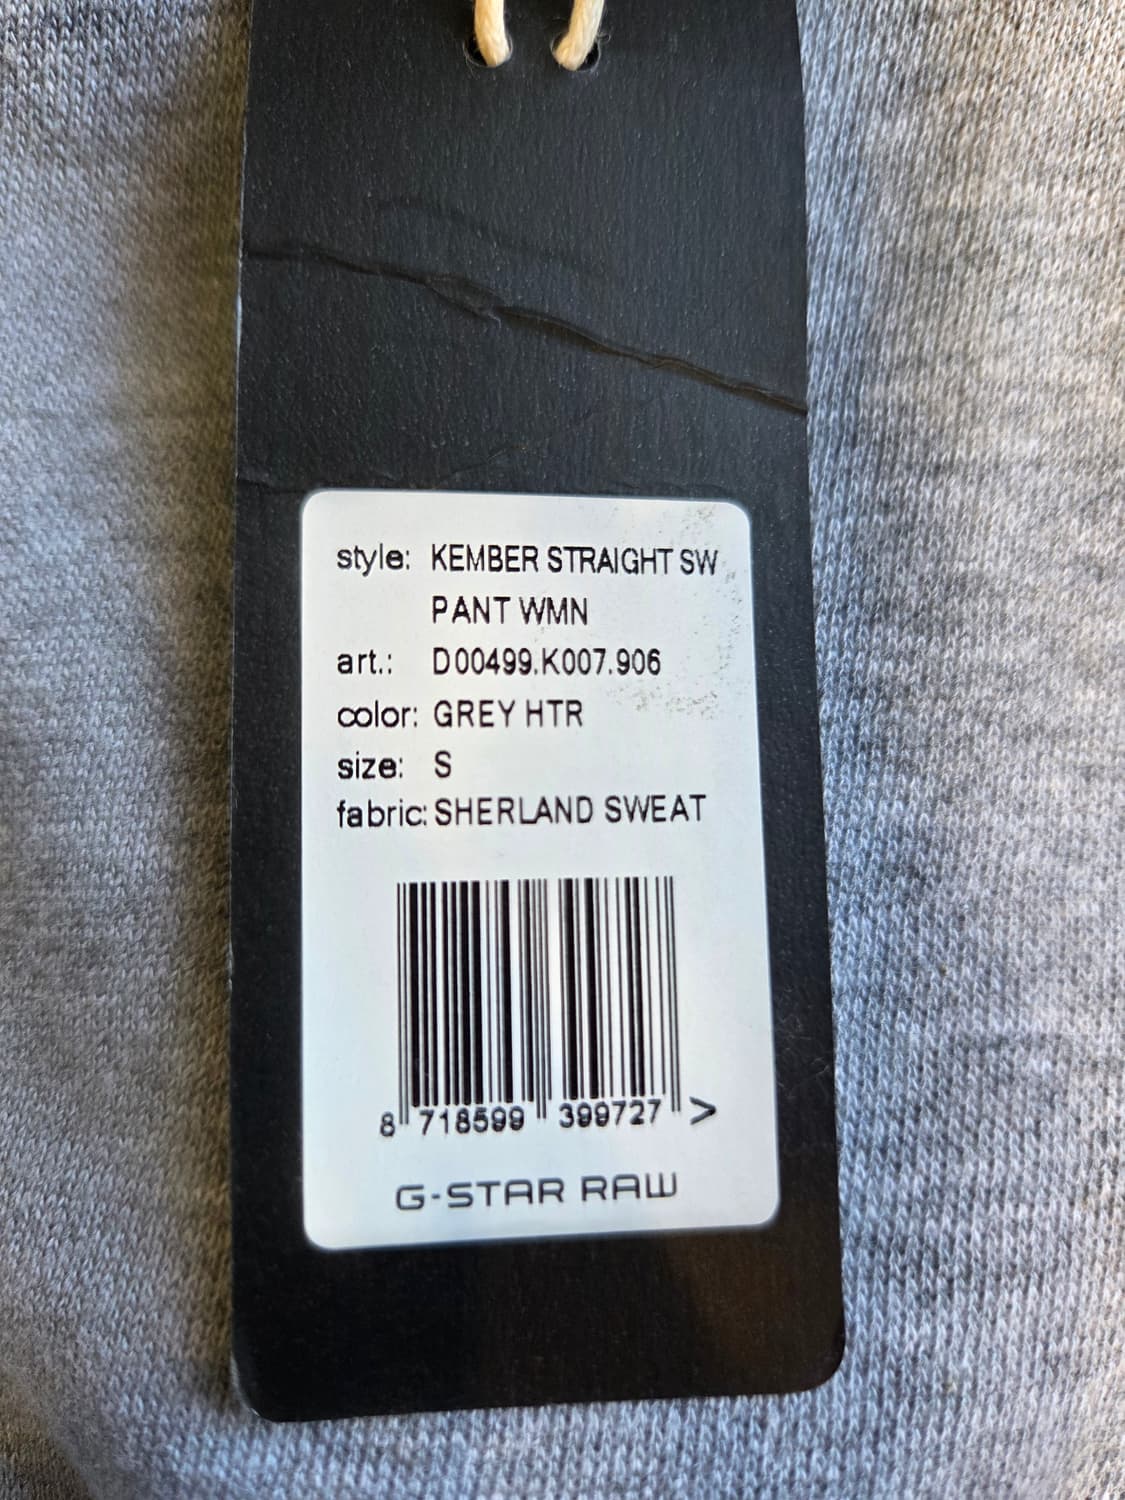 style: KEMBER STRAIGHT SW
PANT WMN
art.: D00499.K007.906
color: GREY HTR
size: S
fabric: SHERLAND SWEAT
8 718599 399727 >
G-STAR RAW